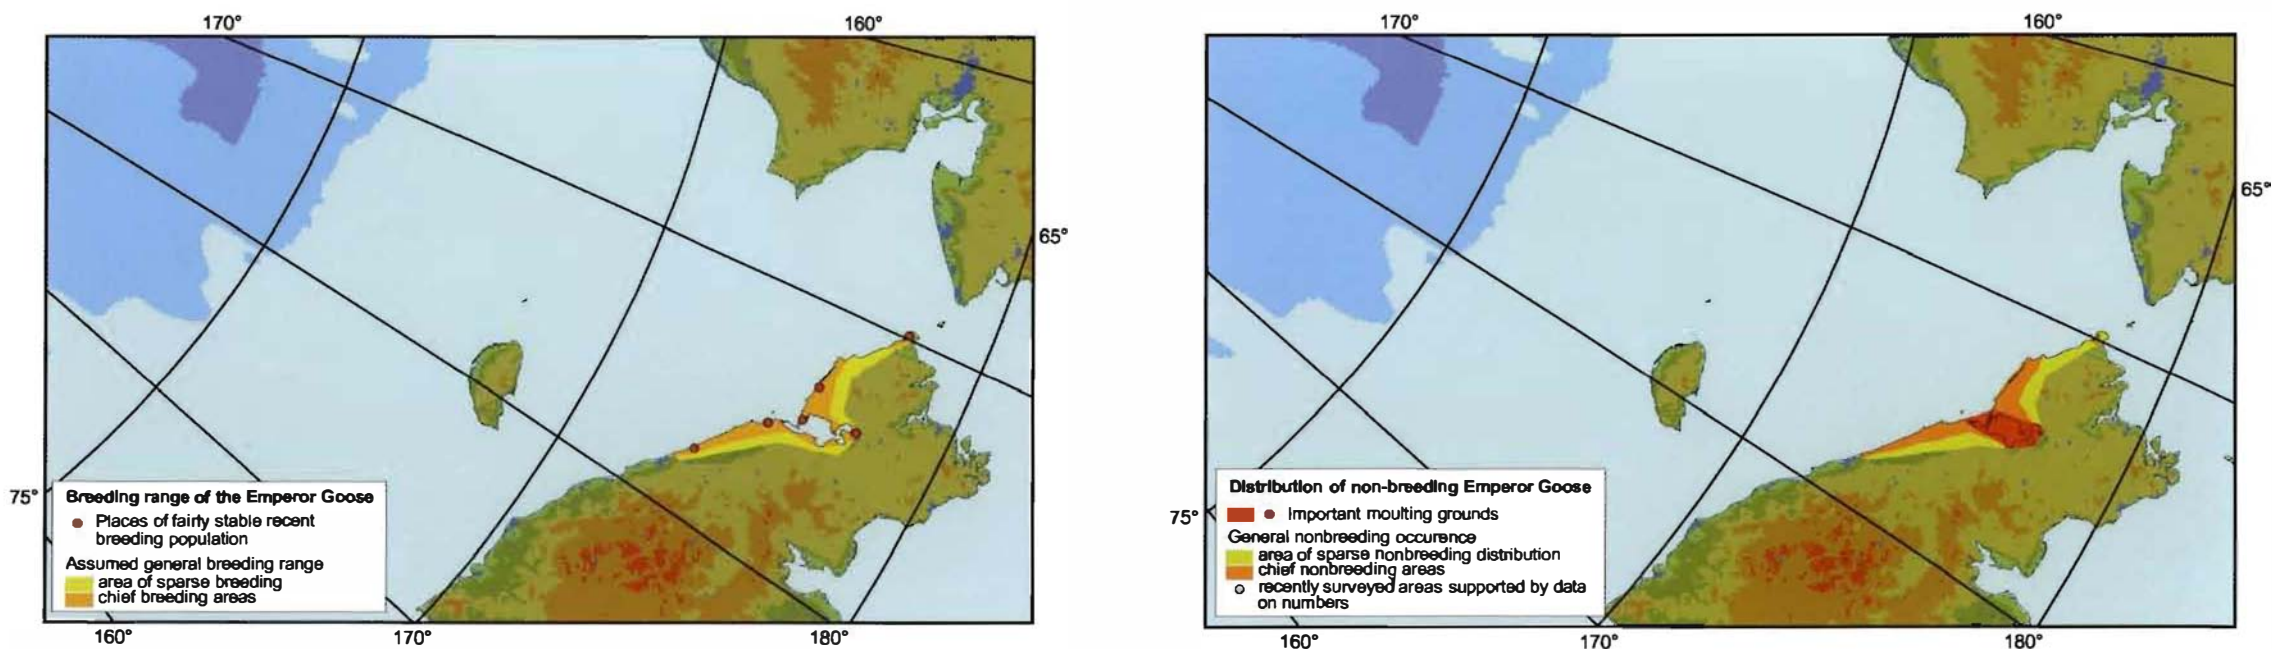 170°
160°
65°
75°
Breeding range of the Emperor Goose
Places of fairly stable recent
breeding population
Assumed general breeding range
area of sparse breeding
chief breeding areas
160°
170°
180°
170°
160°
65°
75°
Distribution of non-breeding Emperor Goose
Important moulting grounds
General nonbreeding occurence
area of sparse nonbreeding distribution
chief nonbreeding areas
recently surveyed areas supported by data
on numbers
160°
170°
180°